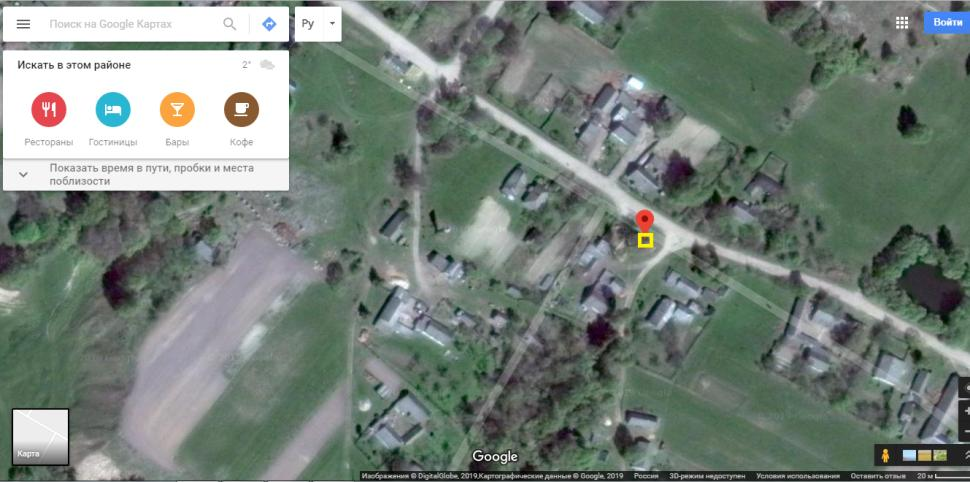 Поиск на Google Картах
Ру
Войти
Искать в этом районе
2°
Рестораны
Гостиницы
Бары
Кофе
Показать время в пути, пробки и места
поблизости
Карта
Google
Изображения © DigitalGlobe, 2019,Картографические данные © Google, 2019 Россия 3D-режим недоступен Условия использования Оставить отзыв 20 м